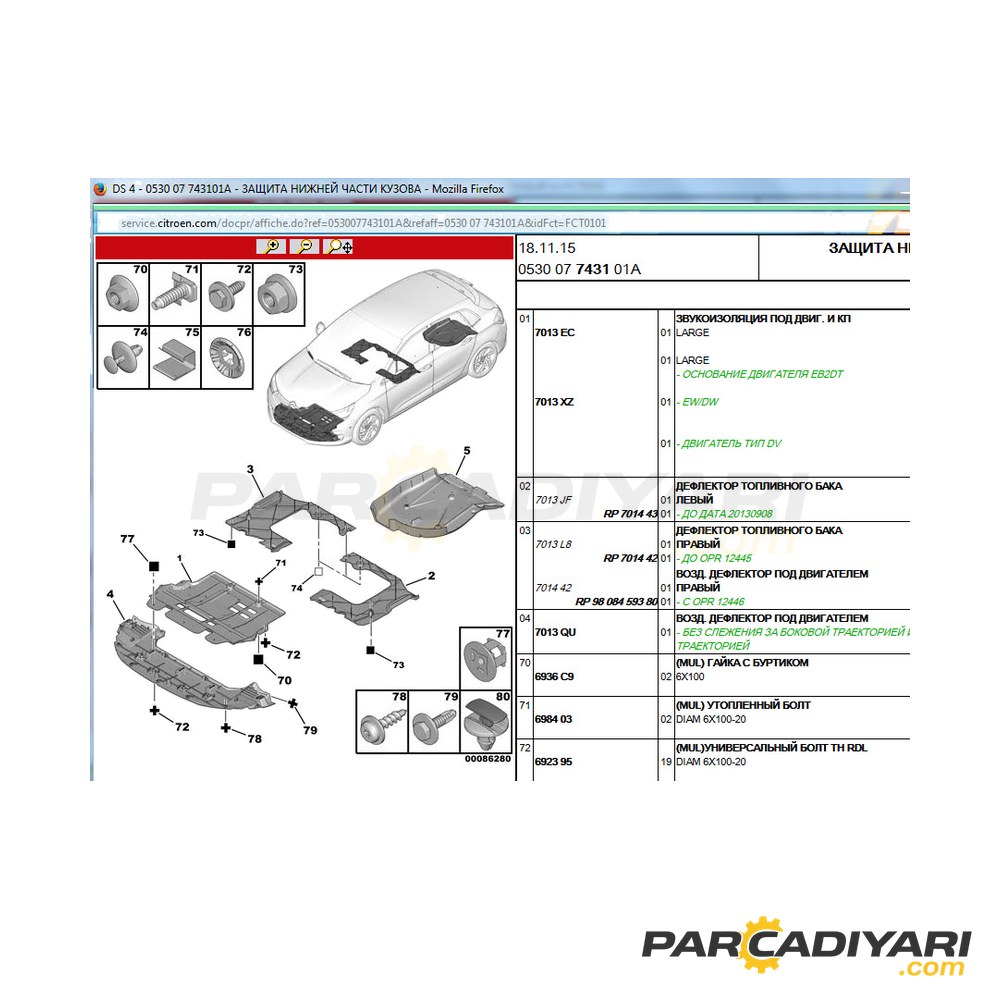 DS 4 - 0530 07 743101A - ЗАЩИТА НИЖНЕЙ ЧАСТИ КУЗОВА - Mozilla Firefox
service.citroen.com/docpr/affiche.do?ref=053007743101A&refaff=0530 07 743101A&idFct=FCT0101
18.11.15
0530 07 7431 01A
ЗАЩИТА НИ
70 71 72 73
74 75 76
5
3
73
77
1
71
74
2
4
72
70
73
72
78
79
77
78 79 80
00086280
01 ЗВУКОИЗОЛЯЦИЯ ПОД ДВИГ. И КП
7013 EC 01 LARGE
01 LARGE
- ОСНОВАНИЕ ДВИГАТЕЛЯ EB2DT
7013 XZ 01 - EW/DW
01 - ДВИГАТЕЛЬ ТИП DV
02 ДЕФЛЕКТОР ТОПЛИВНОГО БАКА
7013 JF 01 ЛЕВЫЙ
RP 7014 43 01 - ДО ДАТА 20130908
03 ДЕФЛЕКТОР ТОПЛИВНОГО БАКА
7013 L8 01 ПРАВЫЙ
RP 7014 42 01 - ДО OPR 12445
ВОЗД. ДЕФЛЕКТОР ПОД ДВИГАТЕЛЕМ
7014 42 01 ПРАВЫЙ
RP 98 084 593 80 01 - С OPR 12446
04 ВОЗД. ДЕФЛЕКТОР ПОД ДВИГАТЕЛЕМ
7013 QU 01 - БЕЗ СЛЕЖЕНИЯ ЗА БОКОВОЙ ТРАЕКТОРИЕЙ И
ТРАЕКТОРИЕЙ
70 (MUL) ГАЙКА С БУРТИКОМ
6936 C9 02 6X100
71 (MUL) УТОПЛЕННЫЙ БОЛТ
6984 03 02 DIAM 6X100-20
72 (MUL)УНИВЕРСАЛЬНЫЙ БОЛТ TH RDL
6923 95 19 DIAM 6X100-20
PARCADIYARI
.com
PARCADIYARI
.com